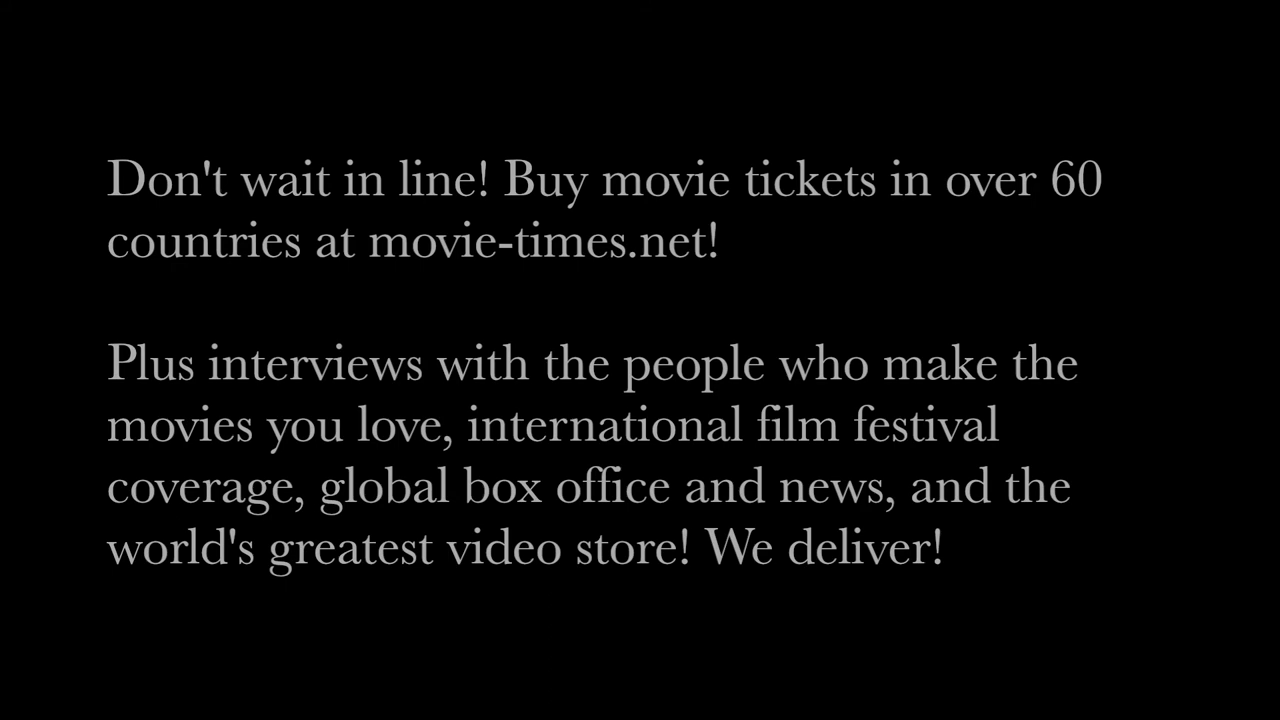 Don't wait in line! Buy movie tickets in over 60
countries at movie-times.net!
Plus interviews with the people who make the
movies you love, international film festival
coverage, global box office and news, and the
world's greatest video store! We deliver!